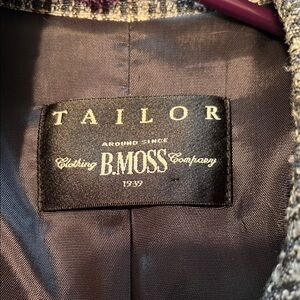 TAILOR
AROUND SINCE
Clothing B.MOSS Company
1939